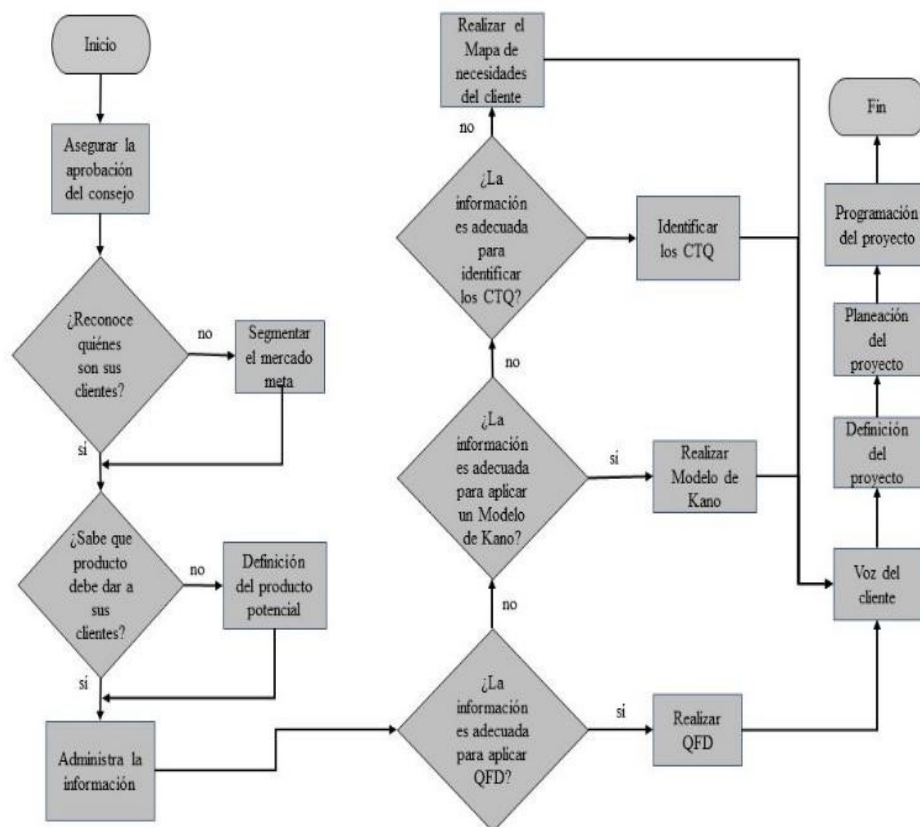 Inicio
Asegurar la
aprobación
del consejo
¿Reconoce
quiénes
son sus
clientes?
no
Segmentar
el mercado
meta
sí
¿Sabe que
producto
debe dar a
sus
clientes?
no
Definición
del producto
potencial
sí
Administra la
información
¿La
información
es adecuada
para aplicar
QFD?
sí
Realizar
QFD
no
¿La
información
es adecuada
para aplicar
un Modelo
de Kano?
sí
Realizar
Modelo de
Kano
no
¿La
información
es adecuada
para
identificar
los CTQ?
Identificar
los CTQ
no
Realizar el
Mapa de
necesidades
del cliente
Voz del
cliente
Definición
del
proyecto
Planeación
del
proyecto
Programación
del proyecto
Fin